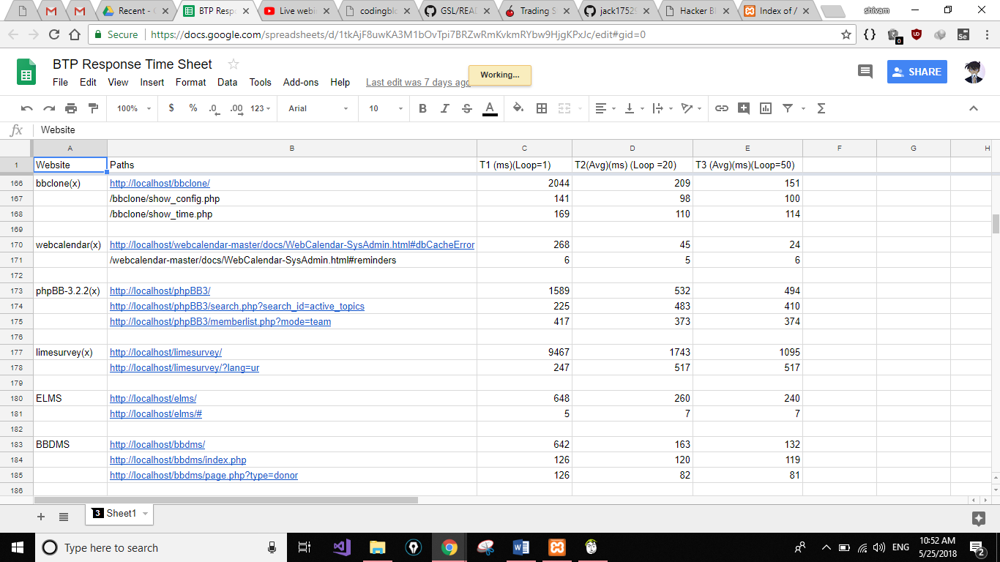 Recent - G
BTP Resp
Live webi
codingblo
GSL/REA
Trading S
jack1752
Hacker Bl
Index of /
shivam
Secure https://docs.google.com/spreadsheets/d/1tkAjF8uwKA3M1bOvTpi7BRZwRmKvkmRYbw9HjgKPxJc/edit#gid=0
0
Se
BTP Response Time Sheet
Working...
SHARE
File Edit View Insert Format Data Tools Add-ons Help Last edit was 7 days ago
100% $ % .0 .00 123 Arial 10 B I S A
fx Website
A B C D E F G H
1 Website Paths T1 (ms)(Loop=1) T2(Avg)(ms) (Loop =20) T3 (Avg)(ms)(Loop=50)
166 bbclone(x) http://localhost/bbclone/ 2044 209 151
167 /bbclone/show_config.php 141 98 100
168 /bbclone/show_time.php 169 110 114
169
170 webcalendar(x) http://localhost/webcalendar-master/docs/WebCalendar-SysAdmin.html#dbCacheError 268 45 24
171 /webcalendar-master/docs/WebCalendar-SysAdmin.html#reminders 6 5 6
172
173 phpBB-3.2.2(x) http://localhost/phpBB3/ 1589 532 494
174 http://localhost/phpBB3/search.php?search_id=active_topics 225 483 410
175 http://localhost/phpBB3/memberlist.php?mode=team 417 373 374
176
177 limesurvey(x) http://localhost/limesurvey/ 9467 1743 1095
178 http://localhost/limesurvey/?lang=ur 247 517 517
179
180 ELMS http://localhost/elms/ 648 260 240
181 http://localhost/elms/# 5 7 7
182
183 BBDMS http://localhost/bbdms/ 642 163 132
184 http://localhost/bbdms/index.php 126 120 119
185 http://localhost/bbdms/page.php?type=donor 126 82 81
186
3 Sheet1
Type here to search
ENG
10:52 AM
5/25/2018
2